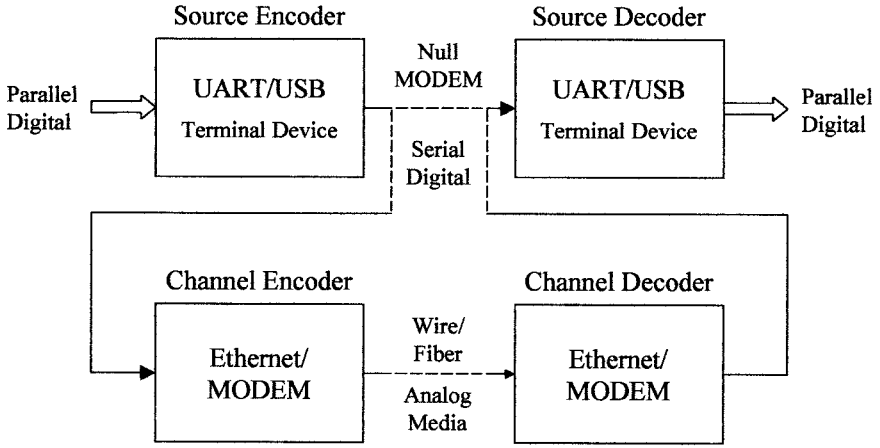 Source Encoder
Source Decoder
Parallel
Digital
UART/USB
Terminal Device
Null
MODEM
Serial
Digital
UART/USB
Terminal Device
Parallel
Digital
Channel Encoder
Channel Decoder
Ethernet/
MODEM
Wire/
Fiber
Analog
Media
Ethernet/
MODEM